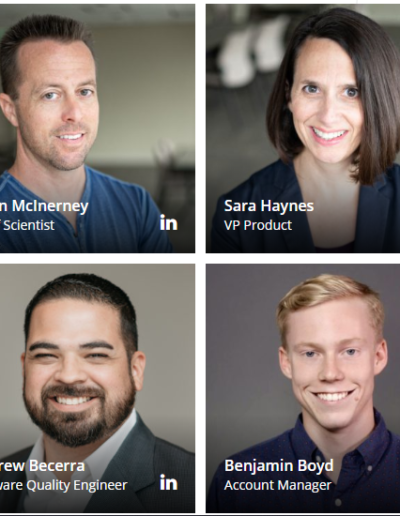 n McInerney
Scientist
in
Sara Haynes
VP Product
rew Becerra
ware Quality Engineer
in
Benjamin Boyd
Account Manager